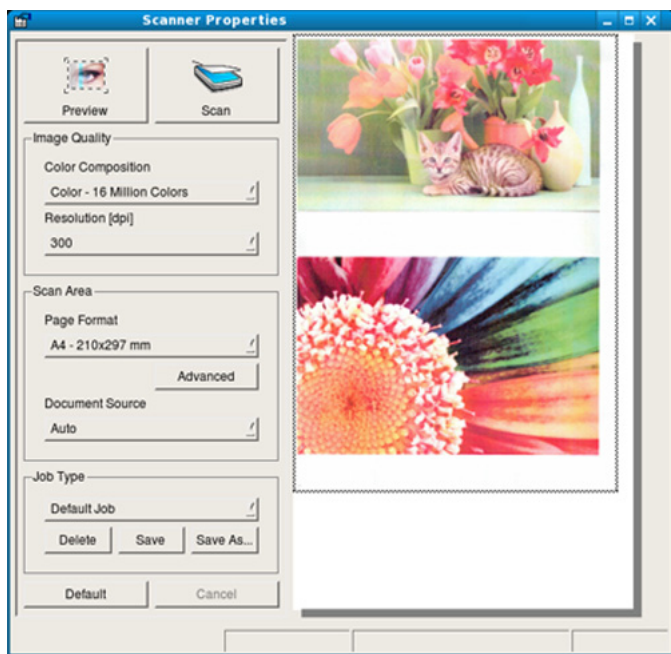 Scanner Properties
Preview
Scan
Image Quality
Color Composition
Color - 16 Million Colors
Resolution [dpi]
300
Scan Area
Page Format
A4 - 210x297 mm
Advanced
Document Source
Auto
Job Type
Default Job
Delete Save Save As...
Default Cancel